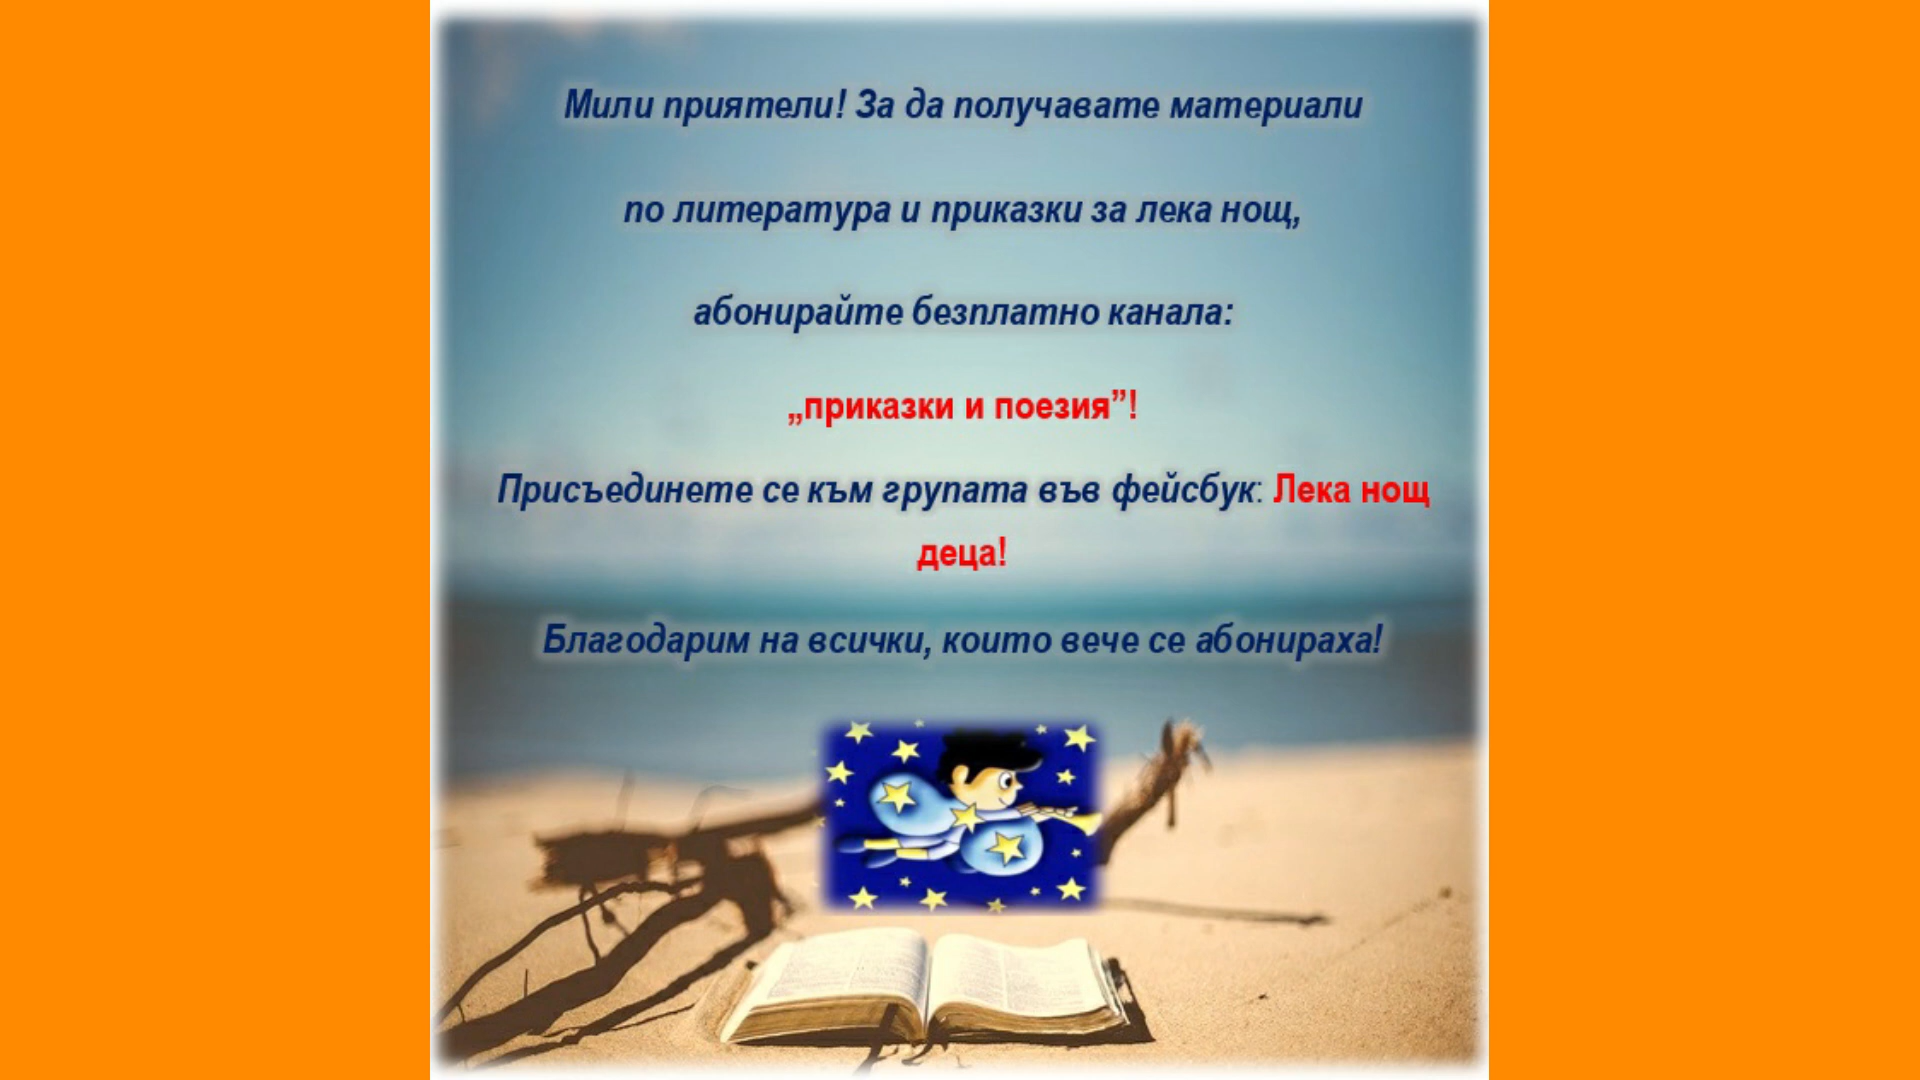 Мили приятели! За да получавате материали
по литература и приказки за лека нощ,
абонирайте безплатно канала:
„приказки и поезия”!
Присъединете се към групата във фейсбук: Лека нощ
деца!
Благодарим на всички, които вече се абонираха!